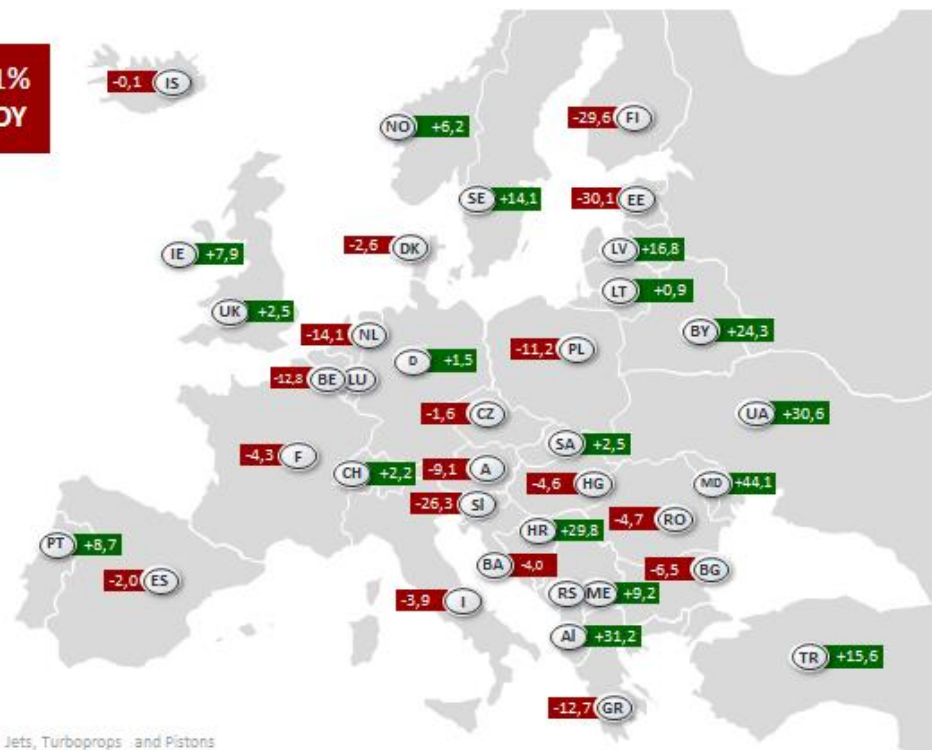 1%
OY
-0,1 IS
NO +6,2
-29,6 FI
SE +14,1
-30,1 EE
IE +7,9
-2,6 DK
LV +16,8
LT +0,9
UK +2,5
-14,1 NL
BY +24,3
-11,2 PL
D +1,5
-12,8 BE LU
-1,6 CZ
UA +30,6
SA +2,5
-4,3 F
CH +2,2
-9,1 A
-4,6 HG
MD +44,1
-26,3 Sl
-4,7 RO
HR +29,8
PT +8,7
BA -4,0
-6,5 BG
-2,0 ES
-3,9 I
RS ME +9,2
Al +31,2
TR +15,6
-12,7 GR
Jets, Turboprops and Pistons